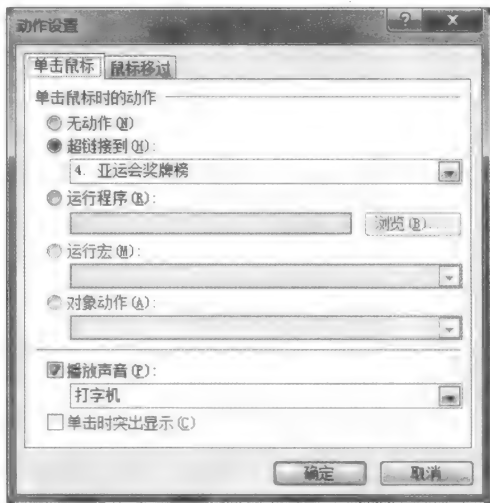 动作设置
单击鼠标 鼠标移过
单击鼠标时的动作
无动作(N)
超链接到(H):
4. 亚运会奖牌榜
运行程序(R):
浏览(B)...
运行宏(M):
对象动作(A):
播放声音(P):
打字机
单击时突出显示(C)
确定 取消